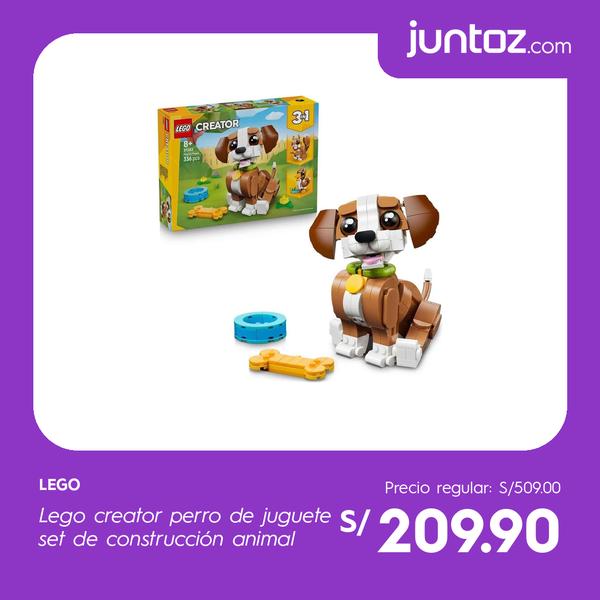 juntoz.com
LEGO CREATOR
3in1
8+
336 pcs
LEGO
Precio regular: S/509.00
Lego creator perro de juguete
set de construcción animal
S/ 209.90